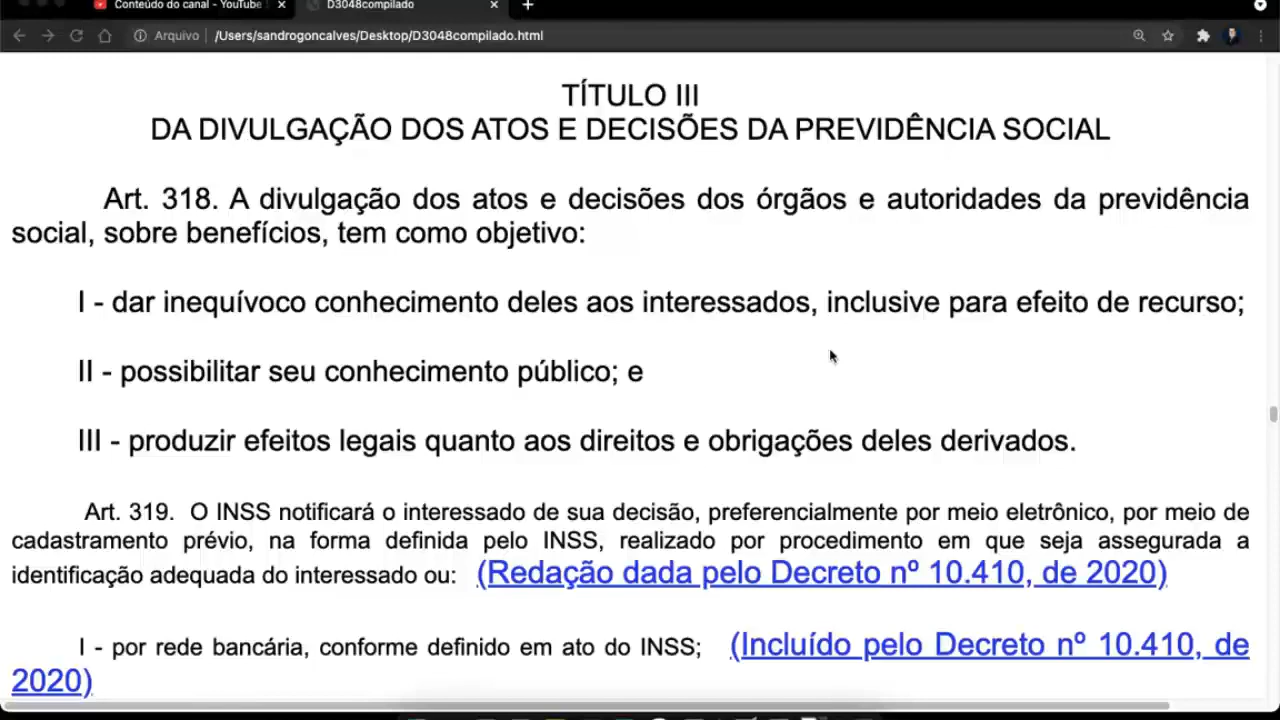 Conteúdo do canal - YouTube
D3048compilado
Arquivo | /Users/sandrogoncalves/Desktop/D3048compilado.html
TÍTULO III
DA DIVULGAÇÃO DOS ATOS E DECISÕES DA PREVIDÊNCIA SOCIAL
Art. 318. A divulgação dos atos e decisões dos órgãos e autoridades da previdência
social, sobre benefícios, tem como objetivo:
I - dar inequívoco conhecimento deles aos interessados, inclusive para efeito de recurso;
II - possibilitar seu conhecimento público; e
III - produzir efeitos legais quanto aos direitos e obrigações deles derivados.
Art. 319. O INSS notificará o interessado de sua decisão, preferencialmente por meio eletrônico, por meio de
cadastramento prévio, na forma definida pelo INSS, realizado por procedimento em que seja assegurada a
identificação adequada do interessado ou: (Redação dada pelo Decreto nº 10.410, de 2020)
I - por rede bancária, conforme definido em ato do INSS; (Incluído pelo Decreto nº 10.410, de
2020)